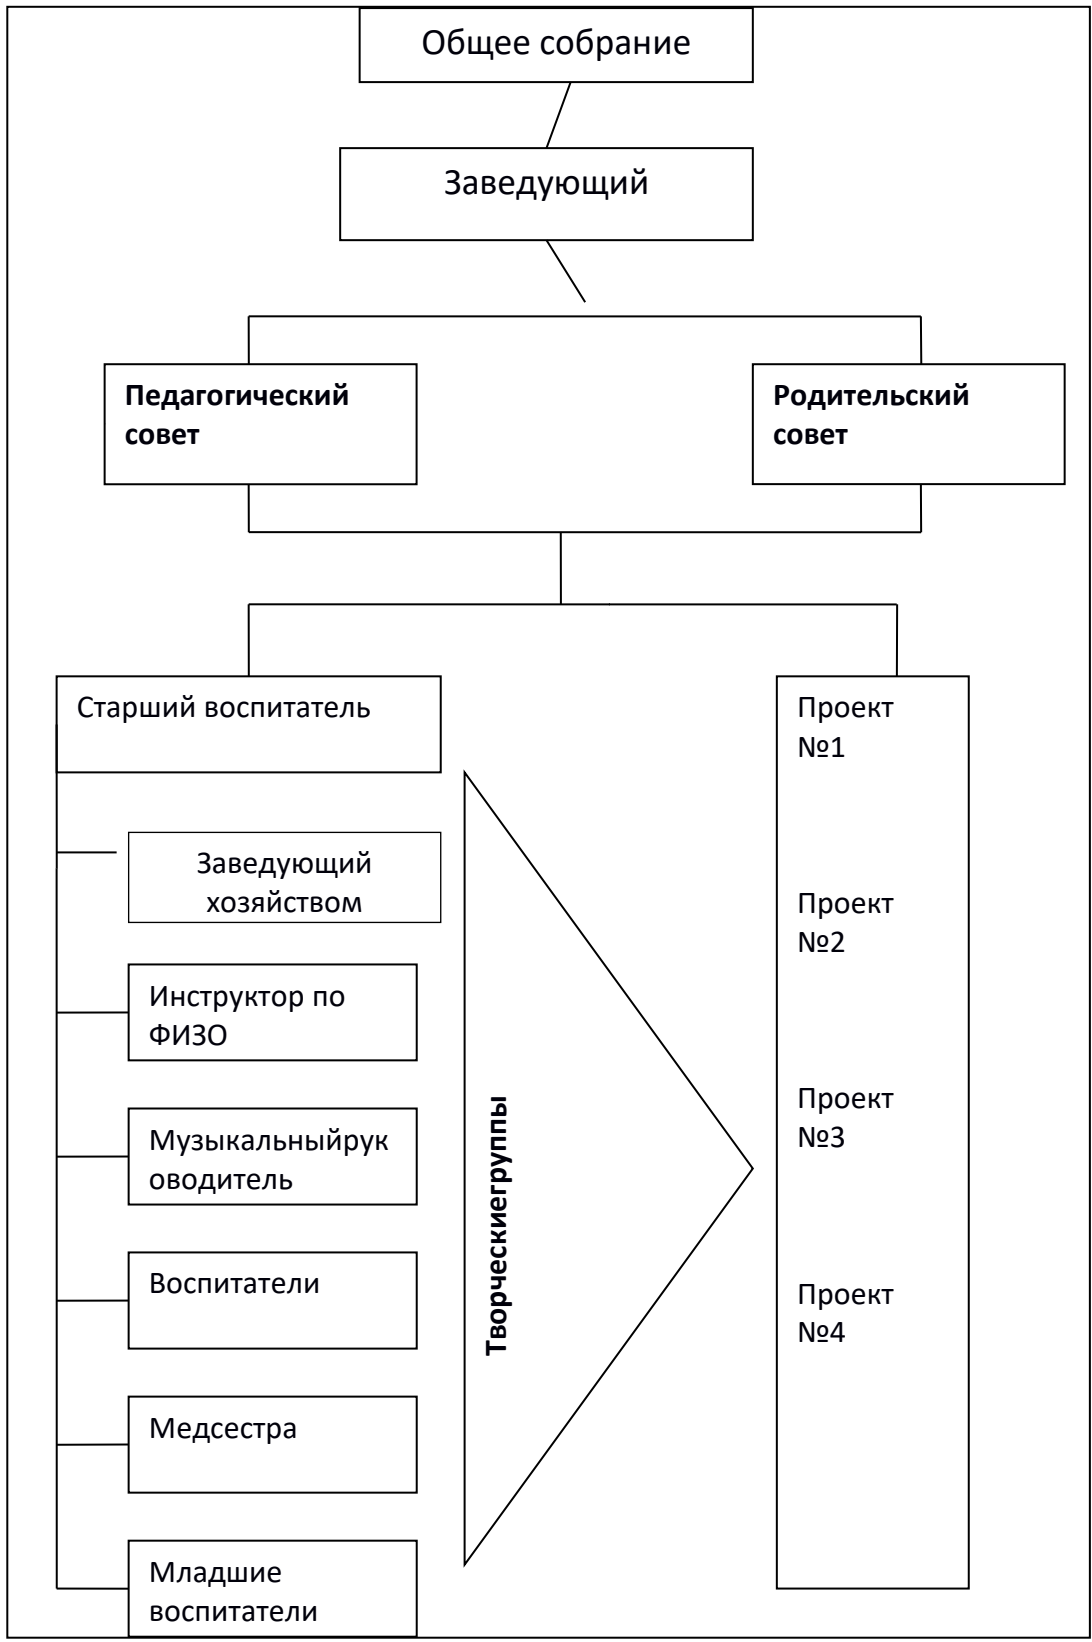 Общее собрание
Заведующий
Педагогический
совет
Родительский
совет
Старший воспитатель
Заведующий
хозяйством
Инструктор по
ФИЗО
Музыкальныйрук
оводитель
Воспитатели
Медсестра
Младшие
воспитатели
Творческиегруппы
Проект
№1
Проект
№2
Проект
№3
Проект
№4